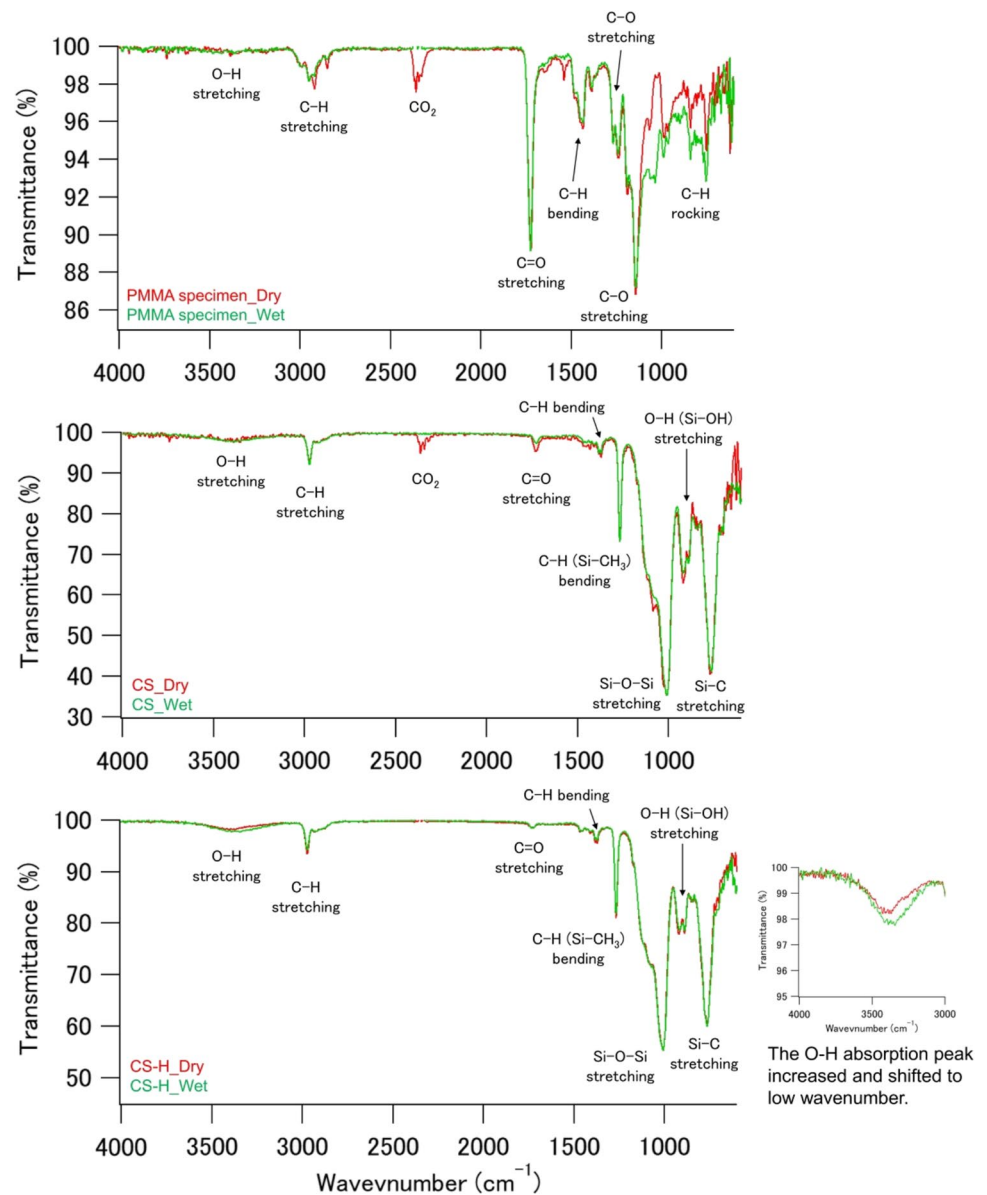 C-O
stretching
100
98
96
94
92
90
88
86
Transmittance (%)
O-H
stretching
C-H
stretching
CO2
C-H
bending
C-H
rocking
C=O
stretching
C-O
stretching
PMMA specimen_Dry
PMMA specimen_Wet
4000 3500 3000 2500 2000 1500 1000
C-H bending
O-H (Si-OH)
stretching
100
90
80
70
60
50
40
30
Transmittance (%)
O-H
stretching
C-H
stretching
CO2
C=O
stretching
C-H (Si-CH3)
bending
Si-O-Si
stretching
Si-C
stretching
CS_Dry
CS_Wet
4000 3500 3000 2500 2000 1500 1000
C-H bending
O-H (Si-OH)
stretching
100
90
80
70
60
50
Transmittance (%)
O-H
stretching
C-H
stretching
C=O
stretching
C-H (Si-CH3)
bending
Si-O-Si
stretching
Si-C
stretching
CS-H_Dry
CS-H_Wet
4000 3500 3000 2500 2000 1500 1000
Wavevnumber (cm⁻¹)
100
99
98
97
96
95
Transmittance (%)
4000 3500 3000
Wavevnumber (cm⁻¹)
The O-H absorption peak
increased and shifted to
low wavenumber.